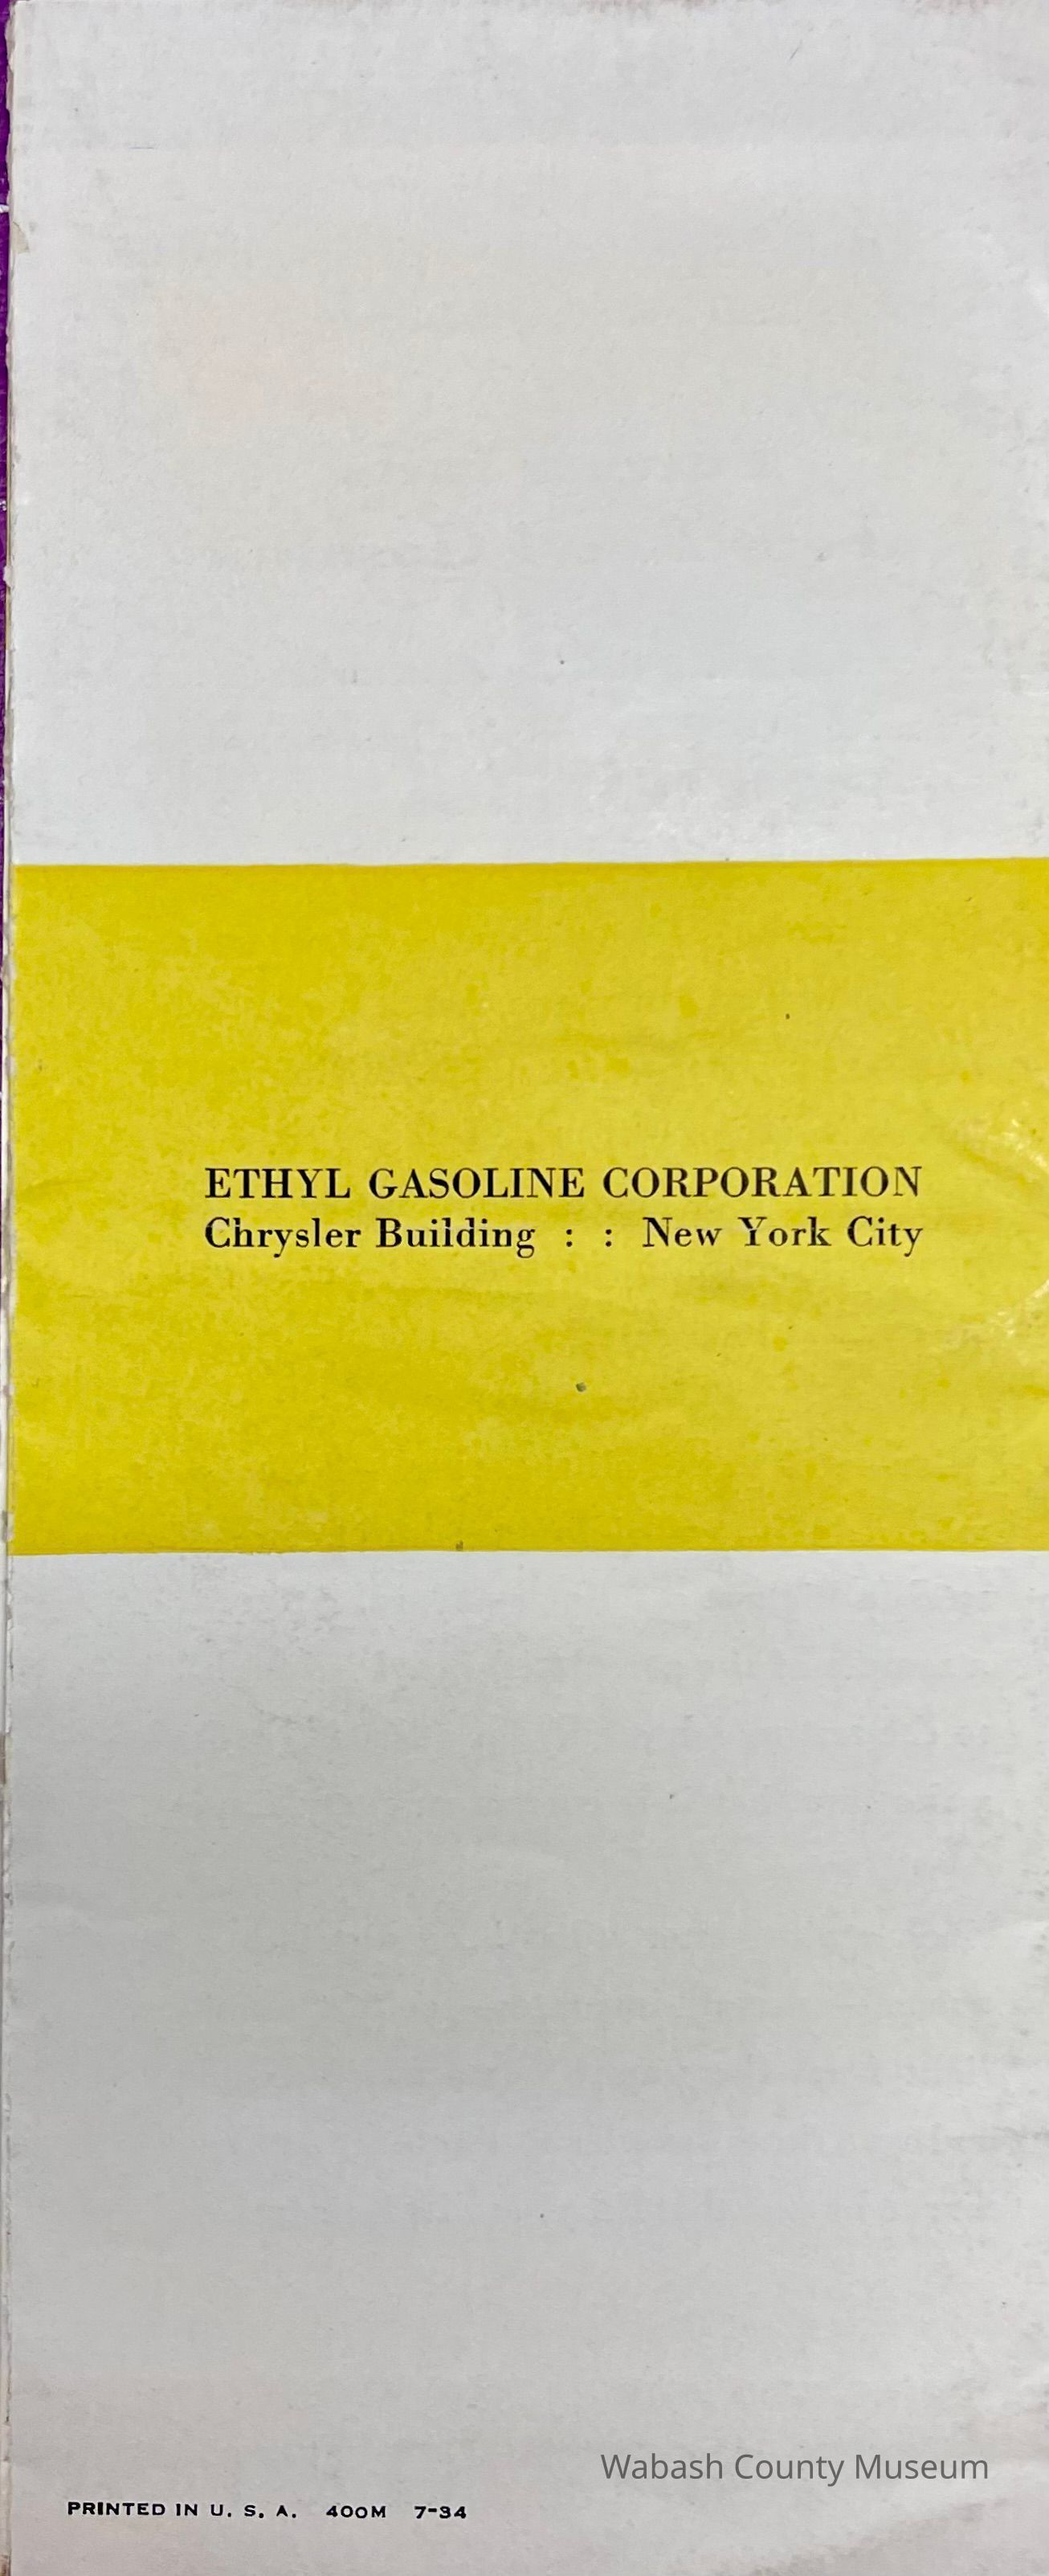 ETHYL GASOLINE CORPORATION
Chrysler Building : : New York City
Wabash County Museum
PRINTED IN U. S. A. 400M 7-34